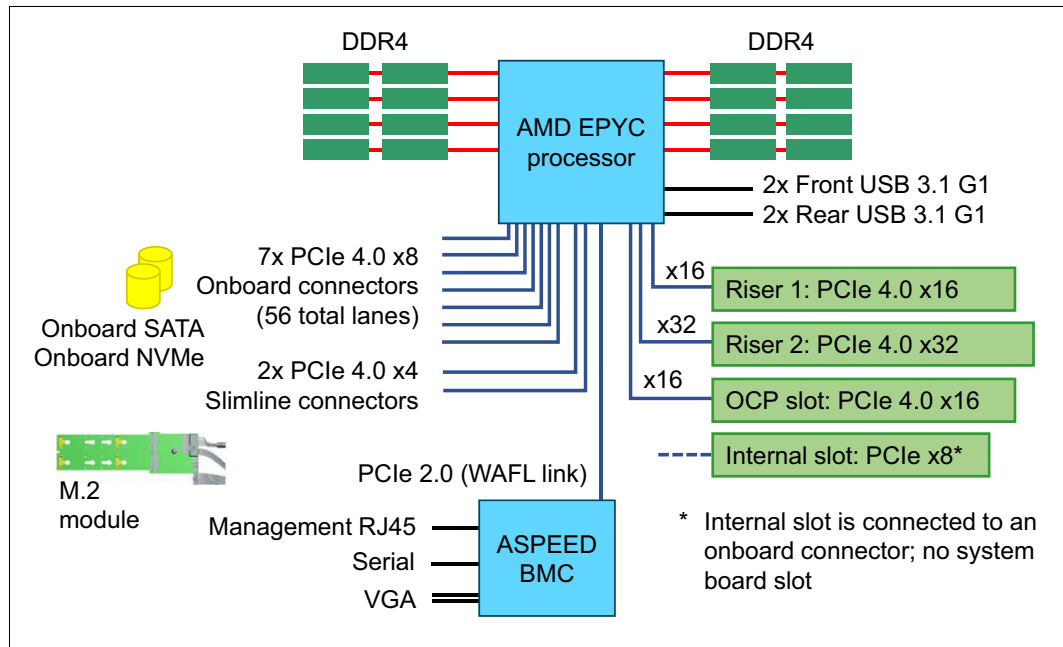 DDR4
DDR4
AMD EPYC
processor
2x Front USB 3.1 G1
2x Rear USB 3.1 G1
7x PCIe 4.0 x8
Onboard connectors
(56 total lanes)
Onboard SATA
Onboard NVMe
2x PCIe 4.0 x4
Slimline connectors
x16
Riser 1: PCIe 4.0 x16
x32
Riser 2: PCIe 4.0 x32
x16
OCP slot: PCIe 4.0 x16
Internal slot: PCIe x8*
M.2
module
PCIe 2.0 (WAFL link)
Management RJ45
Serial
VGA
ASPEED
BMC
* Internal slot is connected to an
onboard connector; no system
board slot